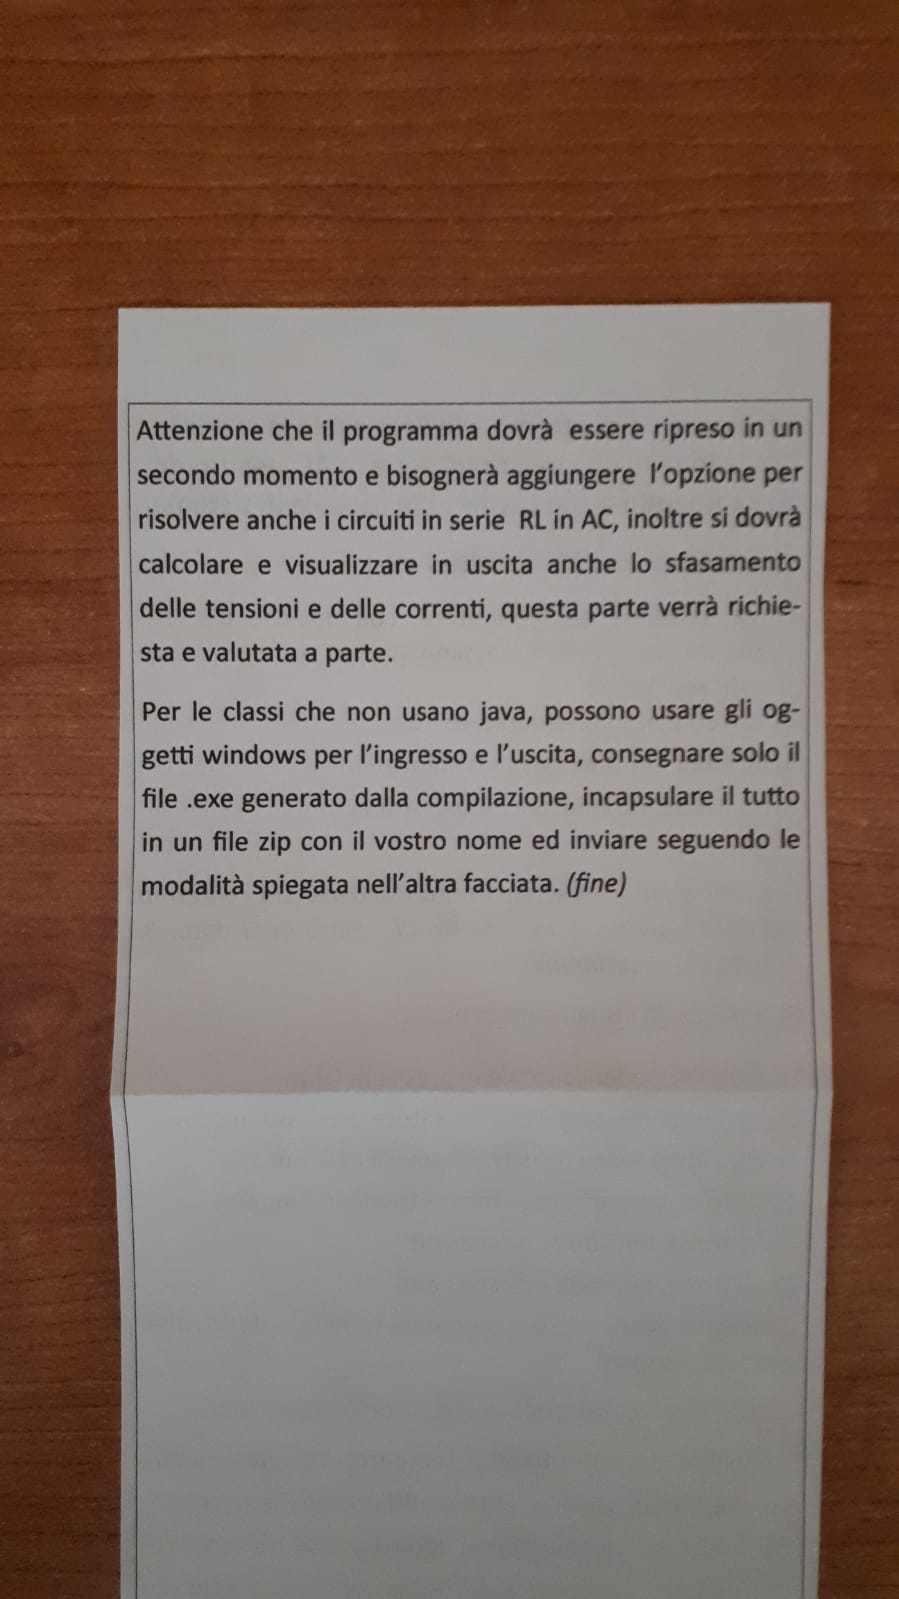 Attenzione che il programma dovrà essere ripreso in un
secondo momento e bisognerà aggiungere l'opzione per
risolvere anche i circuiti in serie RL in AC, inoltre si dovrà
calcolare e visualizzare in uscita anche lo sfasamento
delle tensioni e delle correnti, questa parte verrà richie-
sta e valutata a parte.
Per le classi che non usano java, possono usare gli og-
getti windows per l'ingresso e l'uscita, consegnare solo il
file .exe generato dalla compilazione, incapsulare il tutto
in un file zip con il vostro nome ed inviare seguendo le
modalità spiegata nell'altra facciata. (fine)